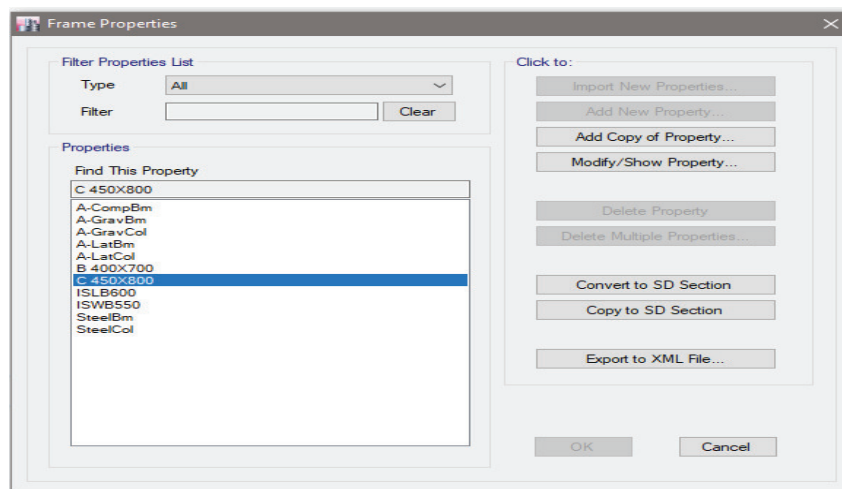 Frame Properties
Filter Properties List
Type All
Filter Clear
Properties
Find This Property
C 450X800
A-CompBm
A-GravBm
A-GravCol
A-LatBm
A-LatCol
B 400X700
C 450X800
ISLB600
ISWB550
SteelBm
SteelCol
Click to:
Import New Properties...
Add New Property...
Add Copy of Property...
Modify/Show Property...
Delete Property
Delete Multiple Properties...
Convert to SD Section
Copy to SD Section
Export to XML File...
OK Cancel